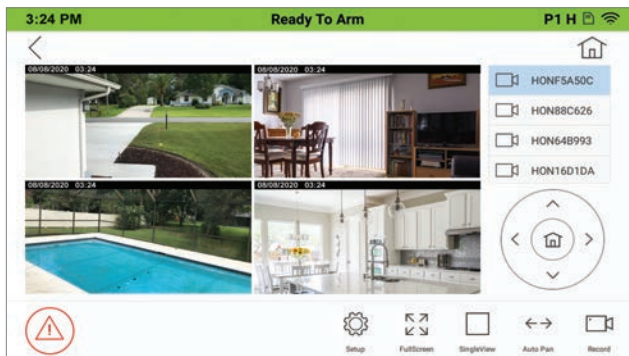 3:24 PM Ready To Arm P1 H
08/08/2020 03:24 08/08/2020 03:24
HONF5A50C
HON88C626
HON64B993
HON16D1DA
08/08/2020 03:24 08/08/2020 03:24
Setup FullScreen SingleView Auto Pan Record